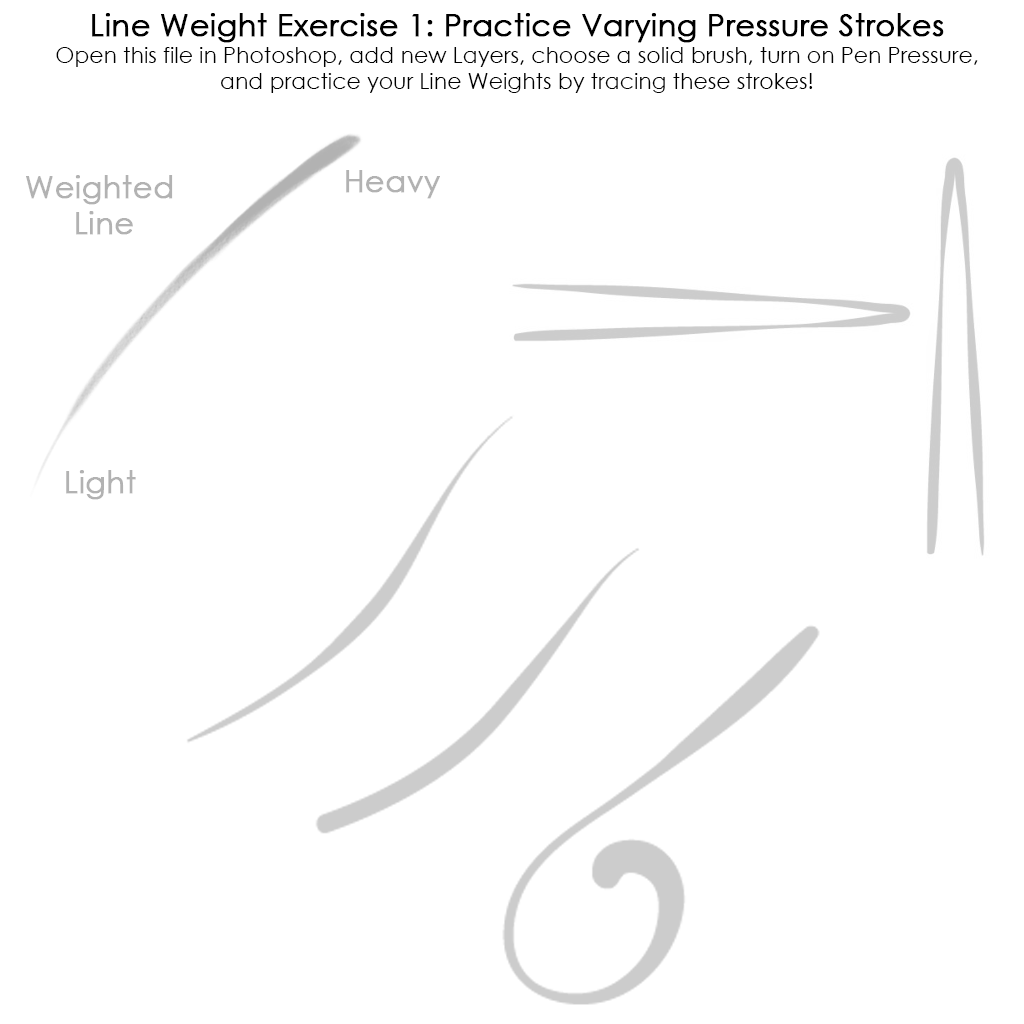 Line Weight Exercise 1: Practice Varying Pressure Strokes
Open this file in Photoshop, add new Layers, choose a solid brush, turn on Pen Pressure,
and practice your Line Weights by tracing these strokes!
Weighted
Line
Heavy
Light